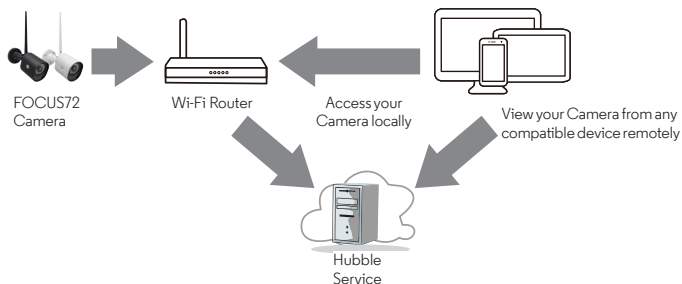 FOCUS72
Camera
Wi-Fi Router
Access your
Camera locally
View your Camera from any
compatible device remotely
Hubble
Service